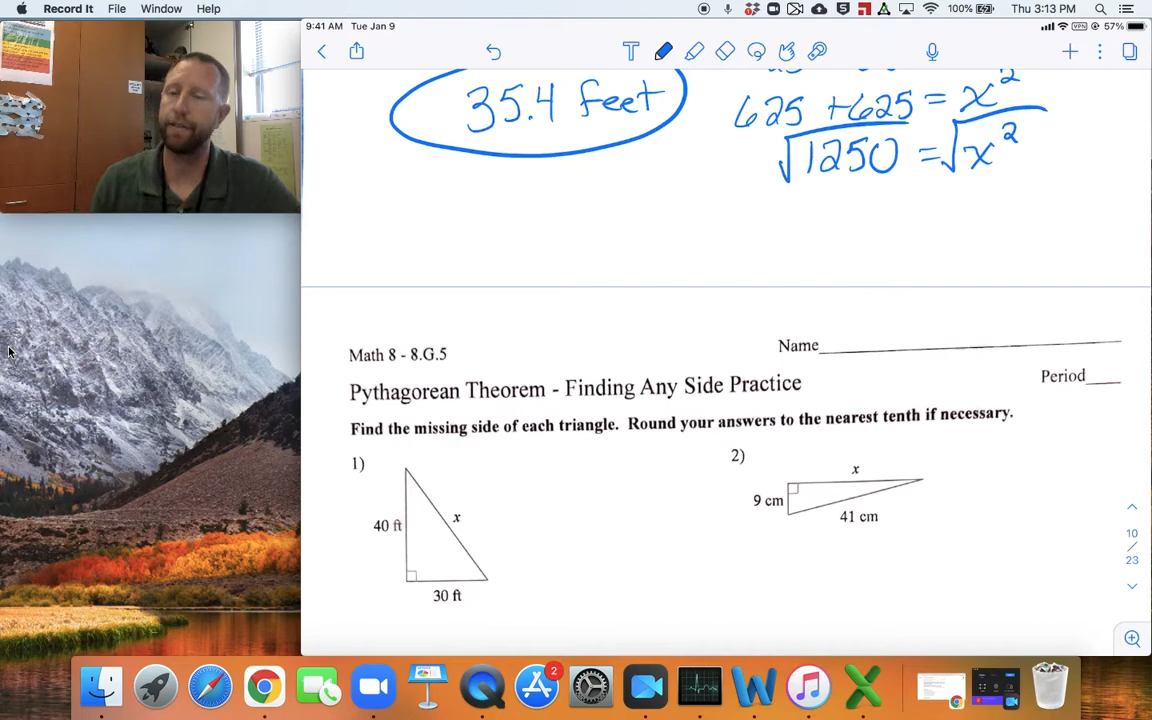 Record It File Window Help
100% Thu 3:13 PM
9:41 AM Tue Jan 9
VPN 57%
T
35.4 feet
625 + 625 = x²
√1250 = √x²
Math 8 - 8.G.5
Name
Pythagorean Theorem - Finding Any Side Practice
Period
Find the missing side of each triangle. Round your answers to the nearest tenth if necessary.
1)
2)
x
9 cm
41 cm
40 ft
x
30 ft
10
/
23
2